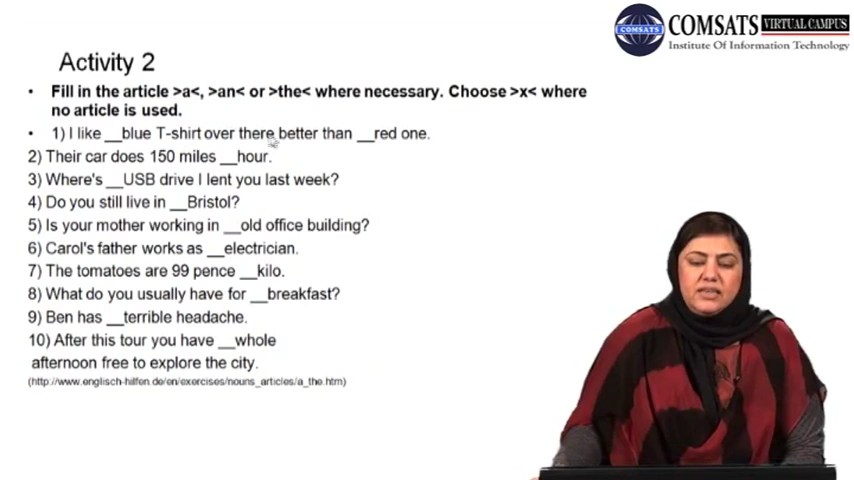 COMSATS VIRTUAL CAMPUS
COMSATS
Institute Of Information Technology
Activity 2
• Fill in the article >a<, >an< or >the< where necessary. Choose >x< where
no article is used.
• 1) I like __blue T-shirt over there better than __red one.
2) Their car does 150 miles __hour.
3) Where's __USB drive I lent you last week?
4) Do you still live in __Bristol?
5) Is your mother working in __old office building?
6) Carol's father works as __electrician.
7) The tomatoes are 99 pence __kilo.
8) What do you usually have for __breakfast?
9) Ben has __terrible headache.
10) After this tour you have __whole
afternoon free to explore the city.
(http://www.englisch-hilfen.de/en/exercises/nouns_articles/a_the.htm)